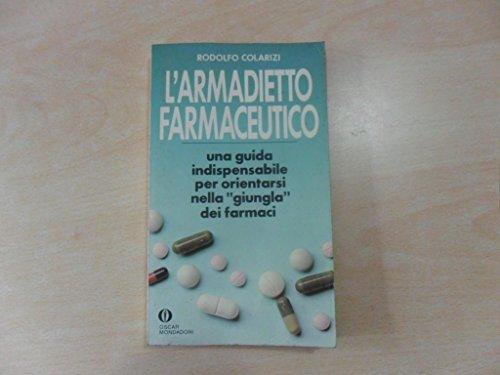 RODOLFO COLARIZI
L'ARMADIETTO
FARMACEUTICO
una guida
indispensabile
per orientarsi
nella "giungla"
dei farmaci
OSCAR
MONDADORI